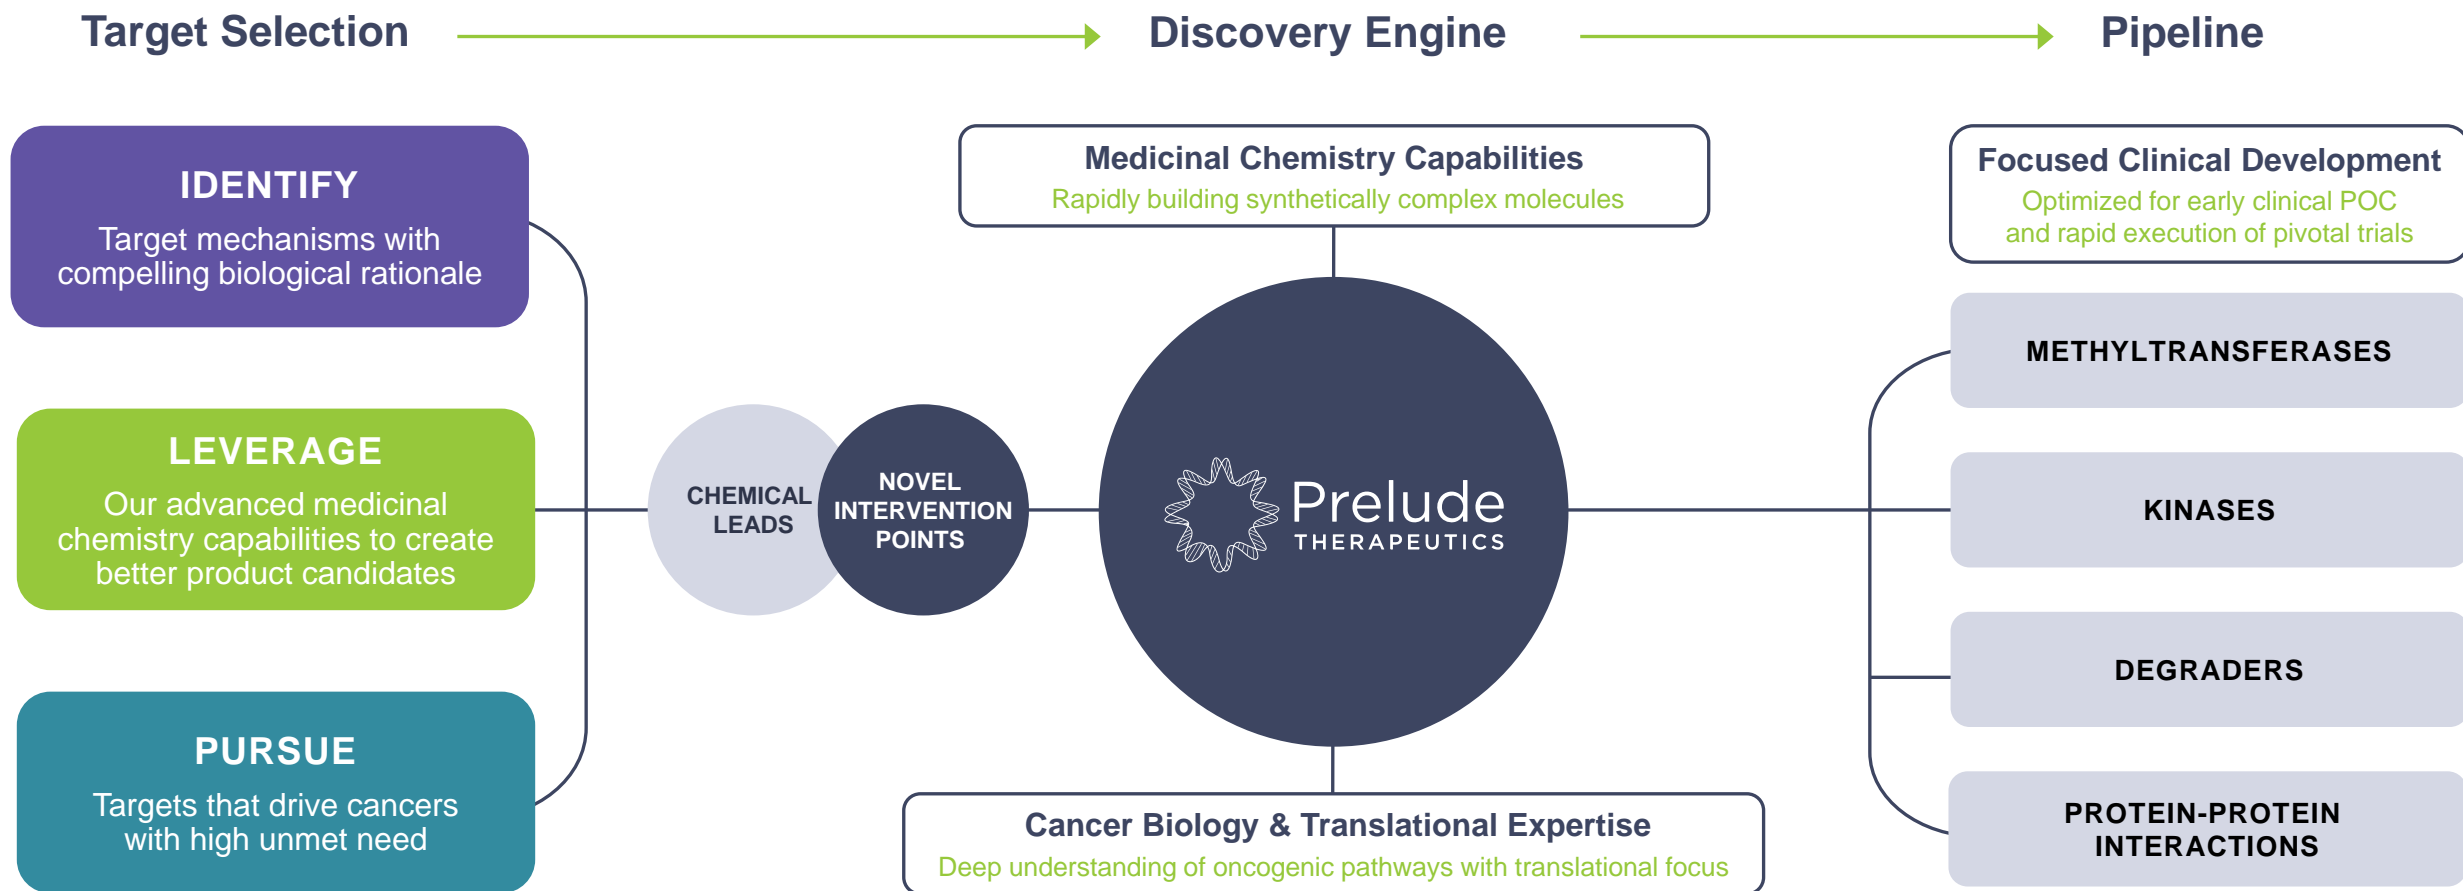 Target Selection
Discovery Engine
Pipeline
IDENTIFY
Target mechanisms with
compelling biological rationale
LEVERAGE
Our advanced medicinal
chemistry capabilities to create
better product candidates
PURSUE
Targets that drive cancers
with high unmet need
CHEMICAL
LEADS
NOVEL
INTERVENTION
POINTS
Medicinal Chemistry Capabilities
Rapidly building synthetically complex molecules
Prelude
THERAPEUTICS
Cancer Biology & Translational Expertise
Deep understanding of oncogenic pathways with translational focus
Focused Clinical Development
Optimized for early clinical POC
and rapid execution of pivotal trials
METHYLTRANSFERASES
KINASES
DEGRADERS
PROTEIN-PROTEIN
INTERACTIONS